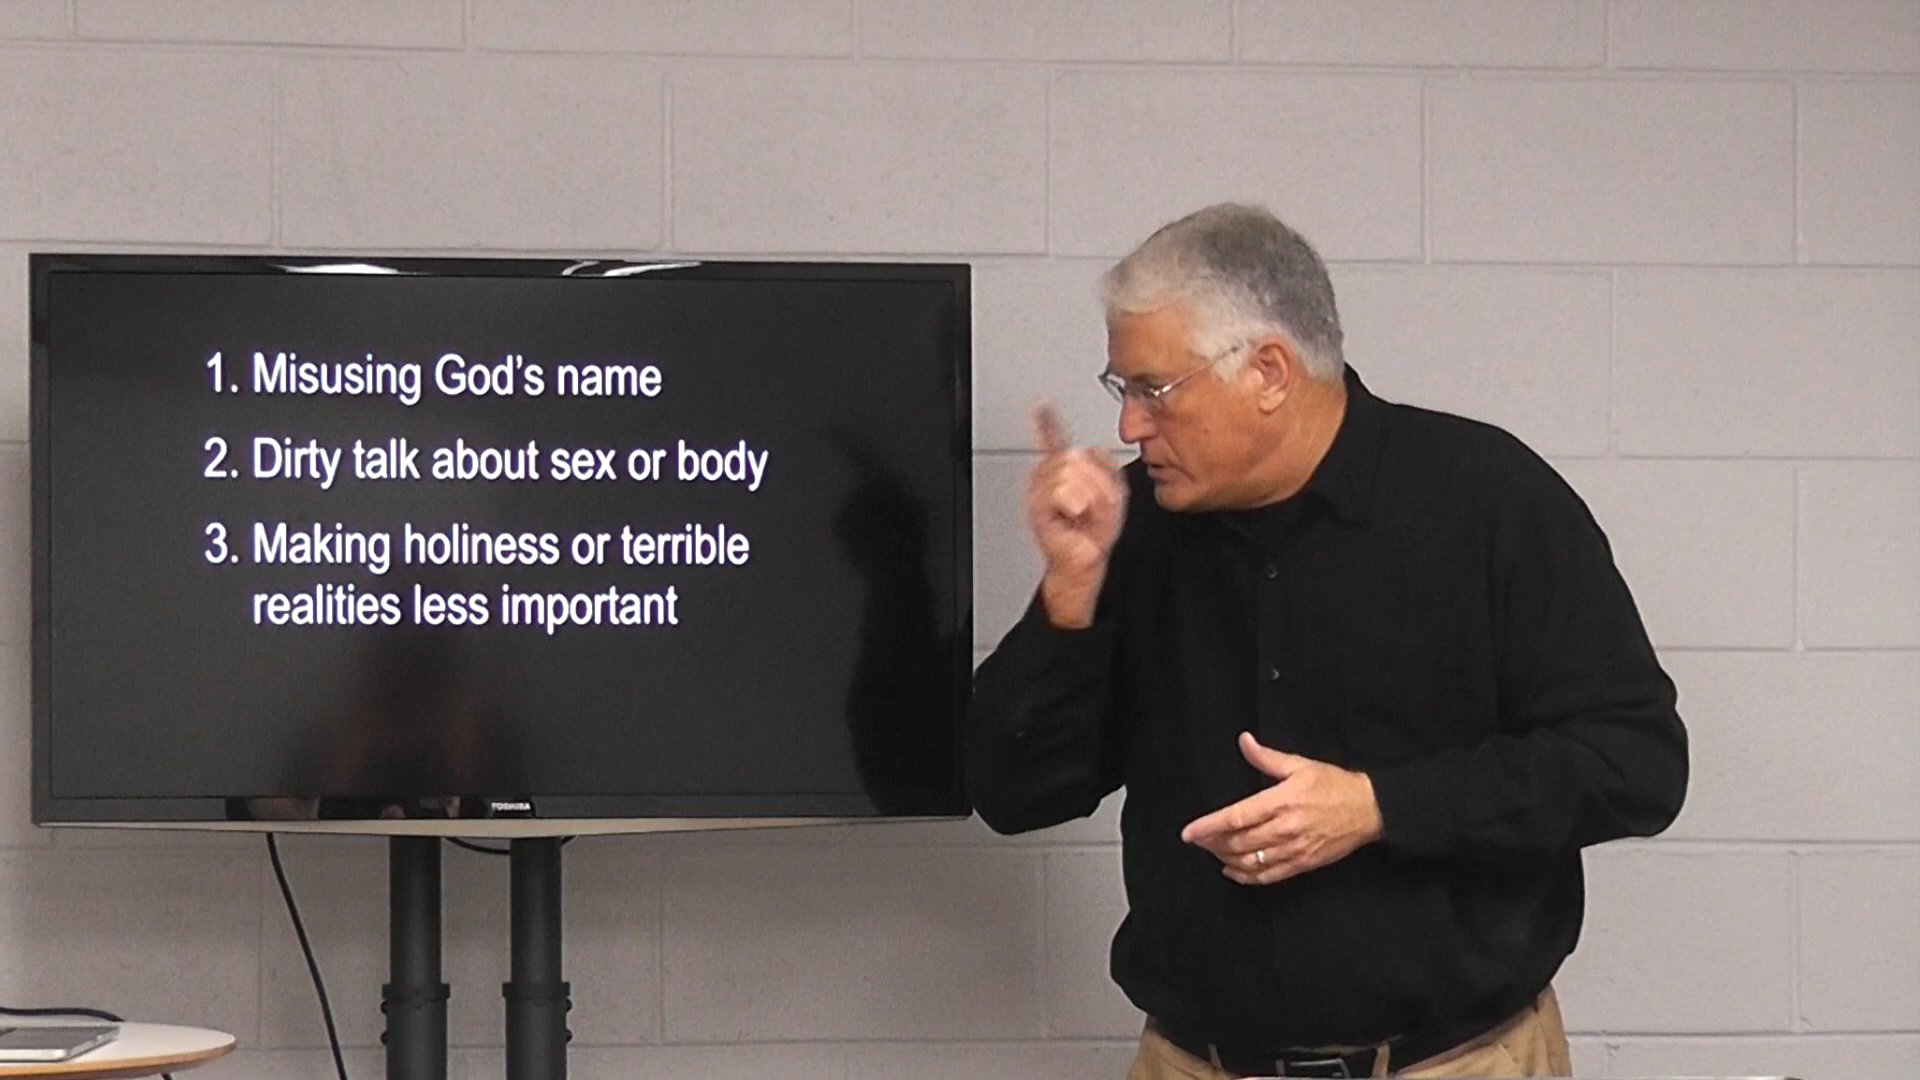 1. Misusing God's name
2. Dirty talk about sex or body
3. Making holiness or terrible
realities less important
TOSHIBA